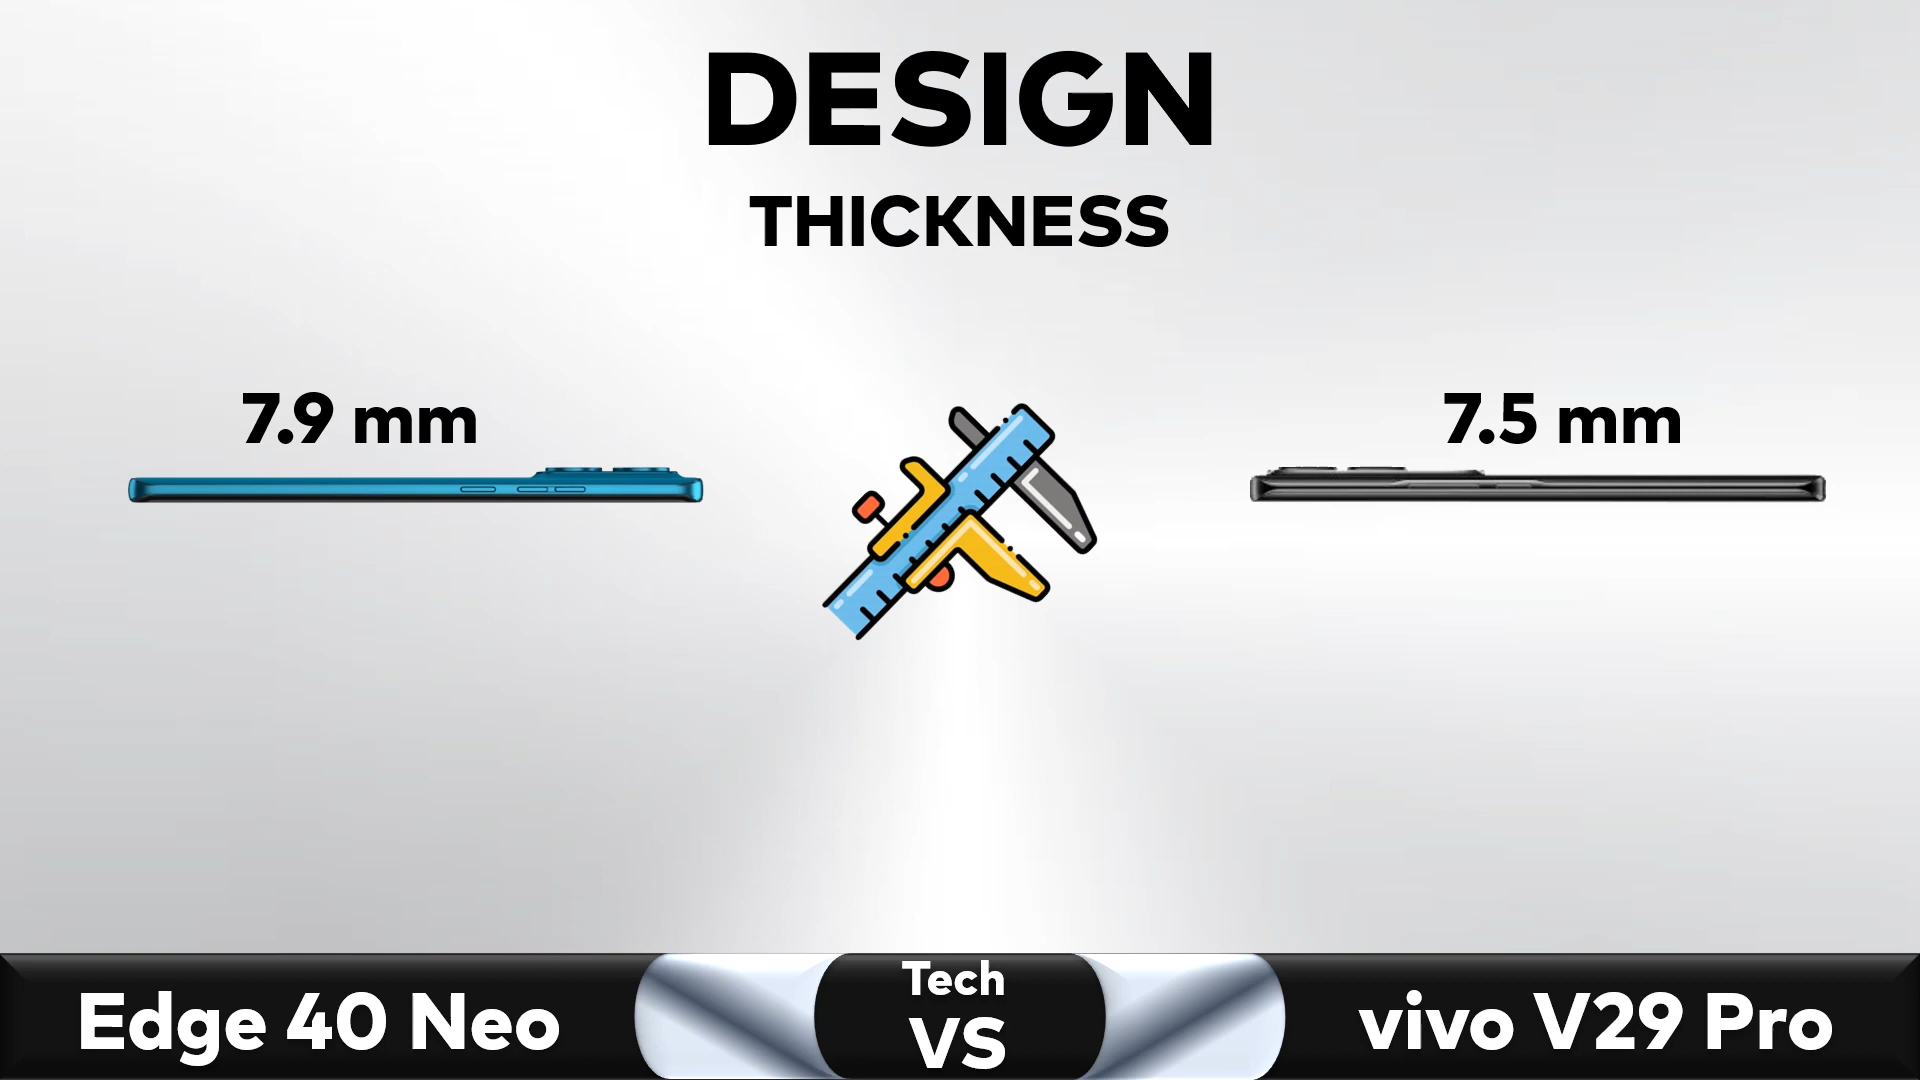 DESIGN
THICKNESS
7.9 mm
7.5 mm
Edge 40 Neo
Tech
VS
vivo V29 Pro